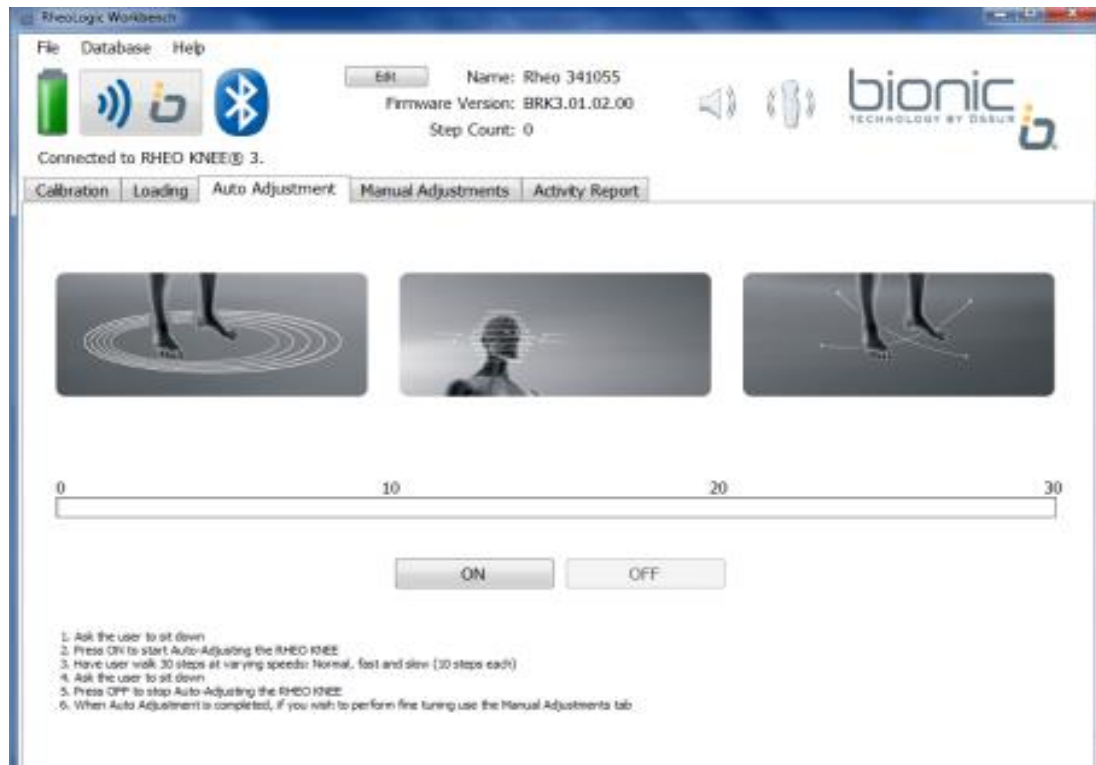 RheoLogic Workbench
File Database Help
Edit Name: Rheo 341055
Firmware Version: BRK3.01.02.00
Step Count: 0
bionic
TECHNOLOGY BY ÖSSUR
Connected to RHEO KNEE® 3.
Calibration Loading Auto Adjustment Manual Adjustments Activity Report
0 10 20 30
ON OFF
1. Ask the user to sit down
2. Press ON to start Auto-Adjusting the RHEO KNEE
3. Have user walk 30 steps at varying speeds: Normal, fast and slow (10 steps each)
4. Ask the user to sit down
5. Press OFF to stop Auto-Adjusting the RHEO KNEE
6. When Auto Adjustment is completed, if you wish to perform fine tuning use the Manual Adjustments tab